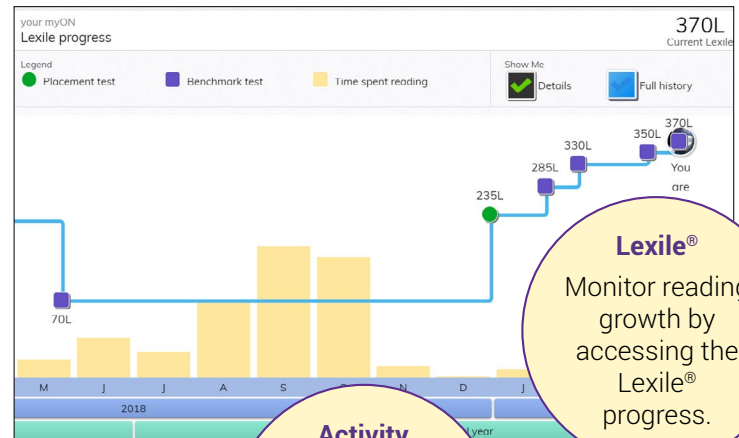 your myON
Lexile progress
370L
Current Lexile
Legend
Placement test
Benchmark test
Time spent reading
Show Me
Details
Full history
370L
350L
330L
285L
235L
You
are
70L
Lexile®
Monitor reading
growth by
accessing the
Lexile®
progress.
M J J A S N D J
2018
Activity
year